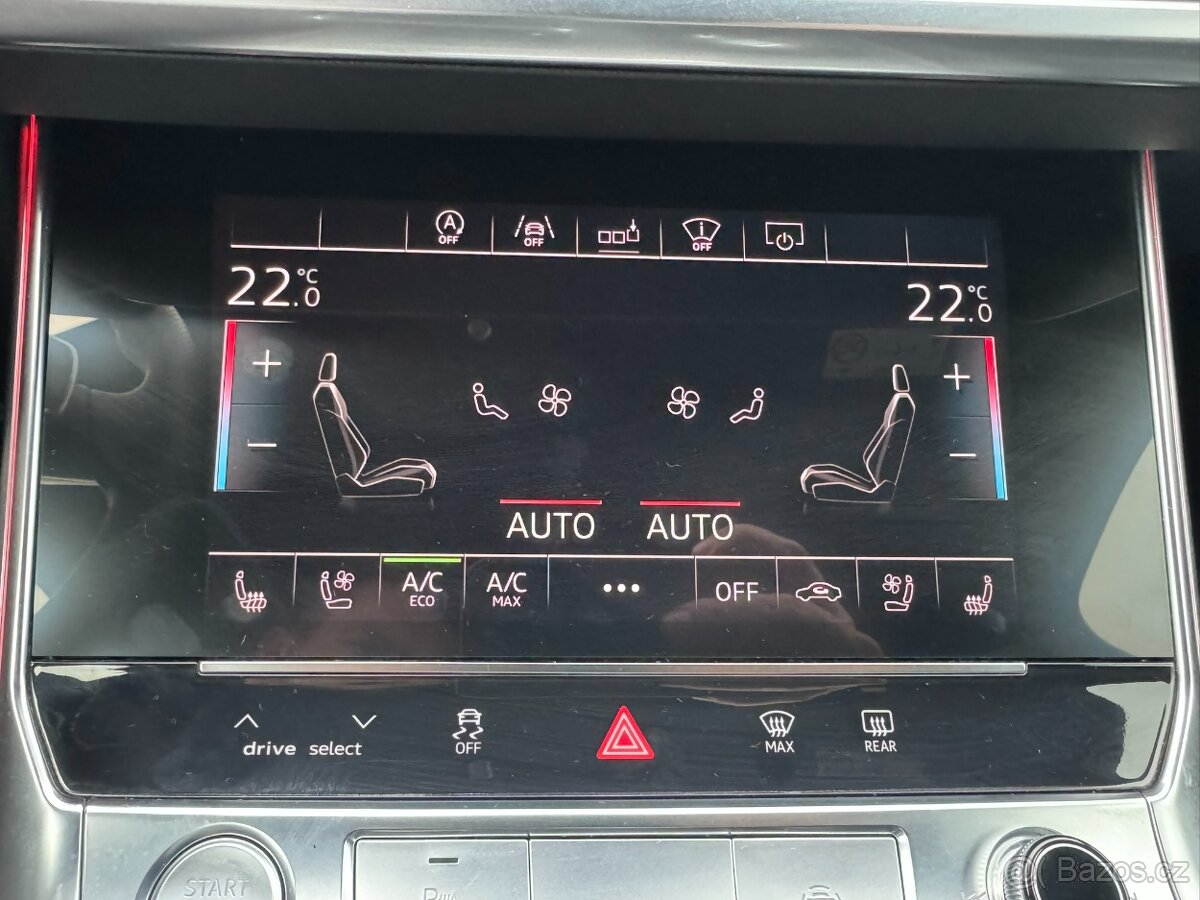 A
OFF
OFF
OFF
22.0 °C
22.0 °C
AUTO AUTO
A/C ECO
A/C MAX
OFF
drive select
OFF
MAX
REAR
START
P
© Bazos.cz